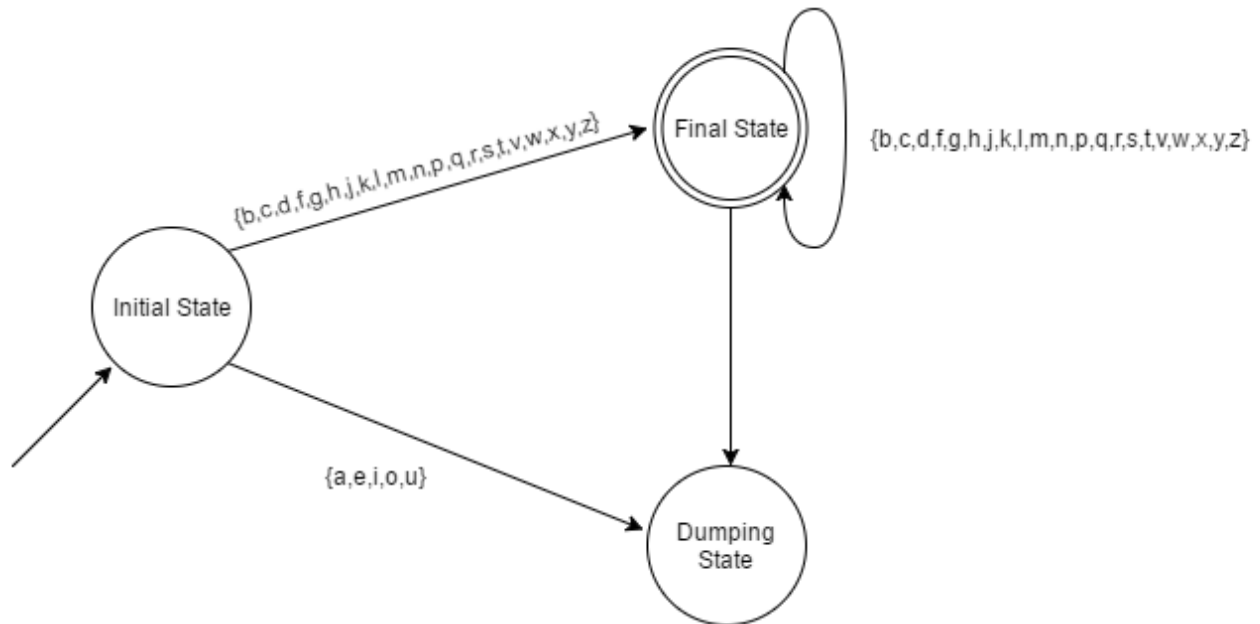 Final State
{b,c,d,f,g,h,j,k,l,m,n,p,q,r,s,t,v,w,x,y,z}
{b,c,d,f,g,h,j,k,l,m,n,p,q,r,s,t,v,w,x,y,z}
Initial State
{a,e,i,o,u}
Dumping
State